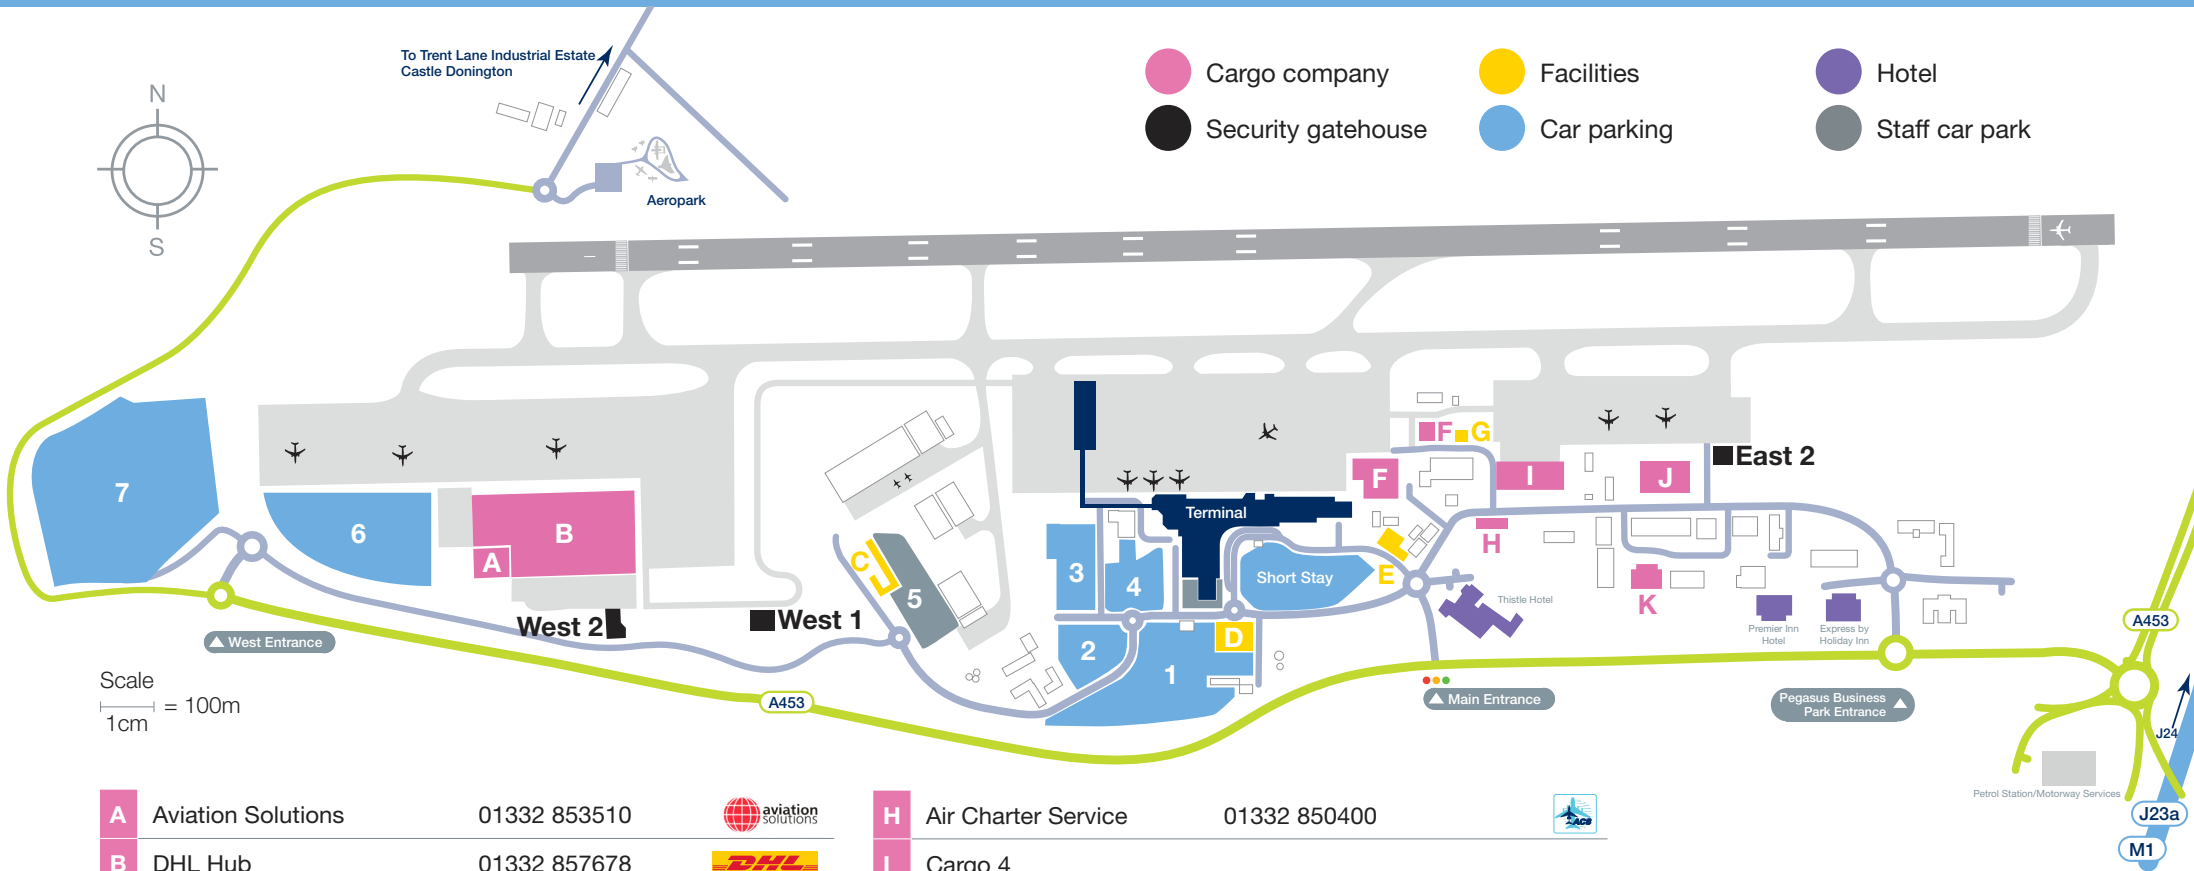 To Trent Lane Industrial Estate
Castle Donington
N
S
Aeropark
Cargo company
Security gatehouse
Facilities
Car parking
Hotel
Staff car park
7
6
A
B
West 2
West 1
C
5
3
4
2
1
D
Terminal
Short Stay
E
F
F
G
H
I
J
K
East 2
Thistle Hotel
Premier Inn
Hotel
Express by
Holiday Inn
West Entrance
A453
Main Entrance
Pegasus Business
Park Entrance
A453
J24
Petrol Station/Motorway Services
J23a
M1
Scale
1cm
= 100m
A Aviation Solutions 01332 853510 aviation
solutions
B DHL Hub 01332 857678 DHL
H Air Charter Service 01332 850400 ACS
I Cargo 4